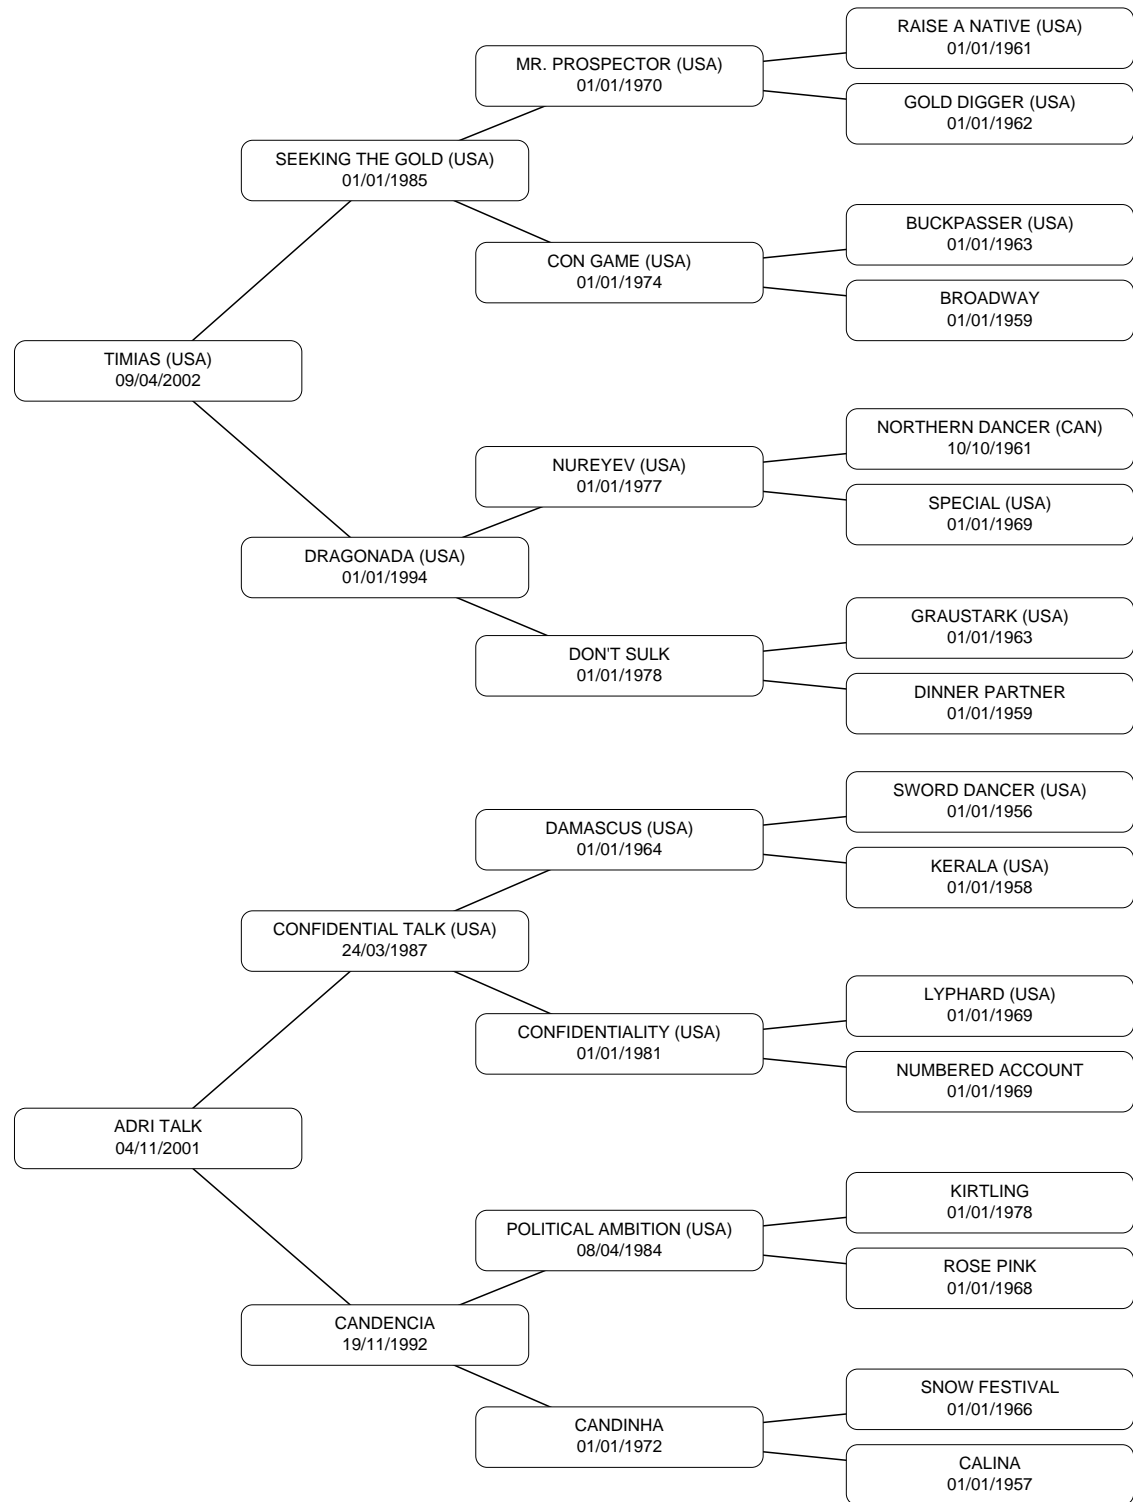 RAISE A NATIVE (USA)
01/01/1961
MR. PROSPECTOR (USA)
01/01/1970
GOLD DIGGER (USA)
01/01/1962
SEEKING THE GOLD (USA)
01/01/1985
BUCKPASSER (USA)
01/01/1963
CON GAME (USA)
01/01/1974
BROADWAY
01/01/1959
TIMIAS (USA)
09/04/2002
NORTHERN DANCER (CAN)
10/10/1961
NUREYEV (USA)
01/01/1977
SPECIAL (USA)
01/01/1969
DRAGONADA (USA)
01/01/1994
GRAUSTARK (USA)
01/01/1963
DON'T SULK
01/01/1978
DINNER PARTNER
01/01/1959
SWORD DANCER (USA)
01/01/1956
DAMASCUS (USA)
01/01/1964
KERALA (USA)
01/01/1958
CONFIDENTIAL TALK (USA)
24/03/1987
LYPHARD (USA)
01/01/1969
CONFIDENTIALITY (USA)
01/01/1981
NUMBERED ACCOUNT
01/01/1969
ADRI TALK
04/11/2001
KIRTLING
01/01/1978
POLITICAL AMBITION (USA)
08/04/1984
ROSE PINK
01/01/1968
CANDENCIA
19/11/1992
SNOW FESTIVAL
01/01/1966
CANDINHA
01/01/1972
CALINA
01/01/1957